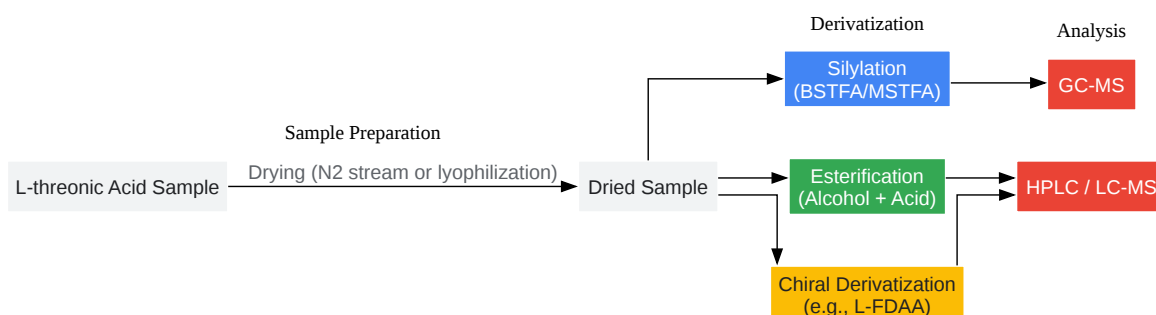 Derivatization
Analysis
Silylation
(BSTFA/MSTFA)
GC-MS
Sample Preparation
Drying (N2 stream or lyophilization)
L-threonic Acid Sample
Dried Sample
Esterification
(Alcohol + Acid)
HPLC / LC-MS
Chiral Derivatization
(e.g., L-FDAA)